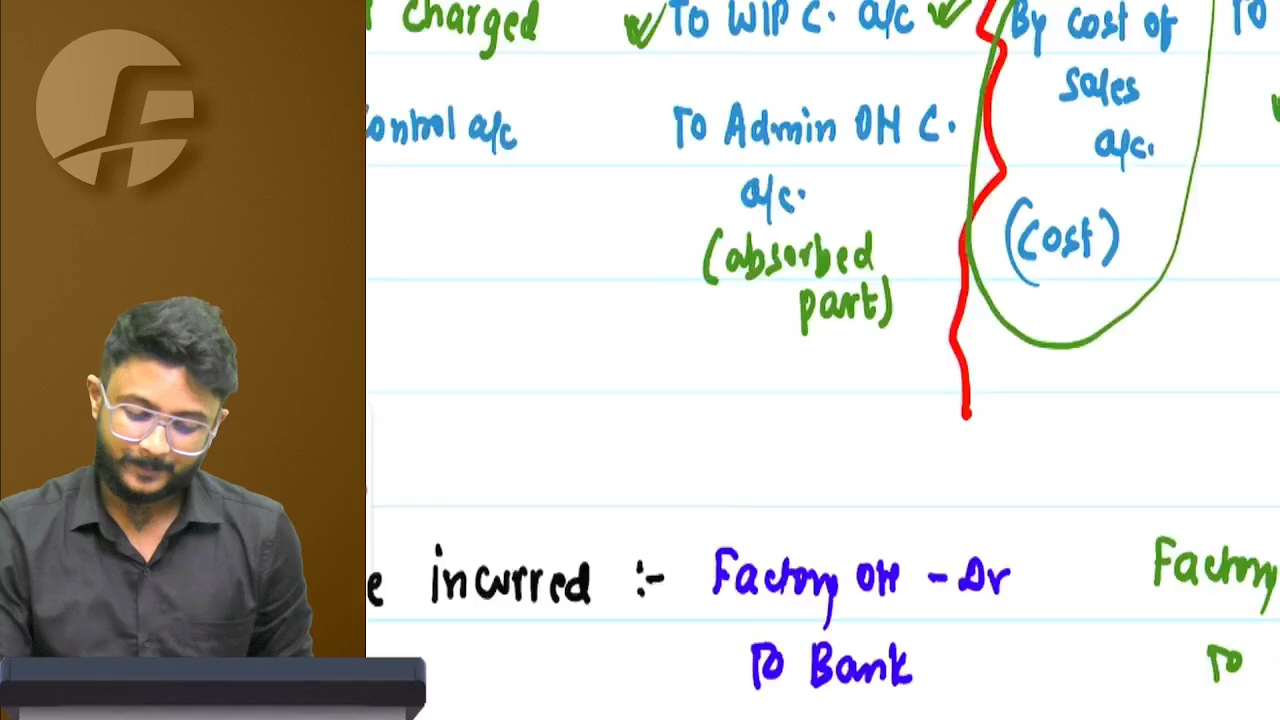 charged
✓ To WIP C. a/c ✓
By cost of
To
sales
a/c.
control a/c
To Admin OH C.
a/c.
(absorbed
part)
(cost)
e incurred :- Factory OH - Dr
To Bank
Factory
To